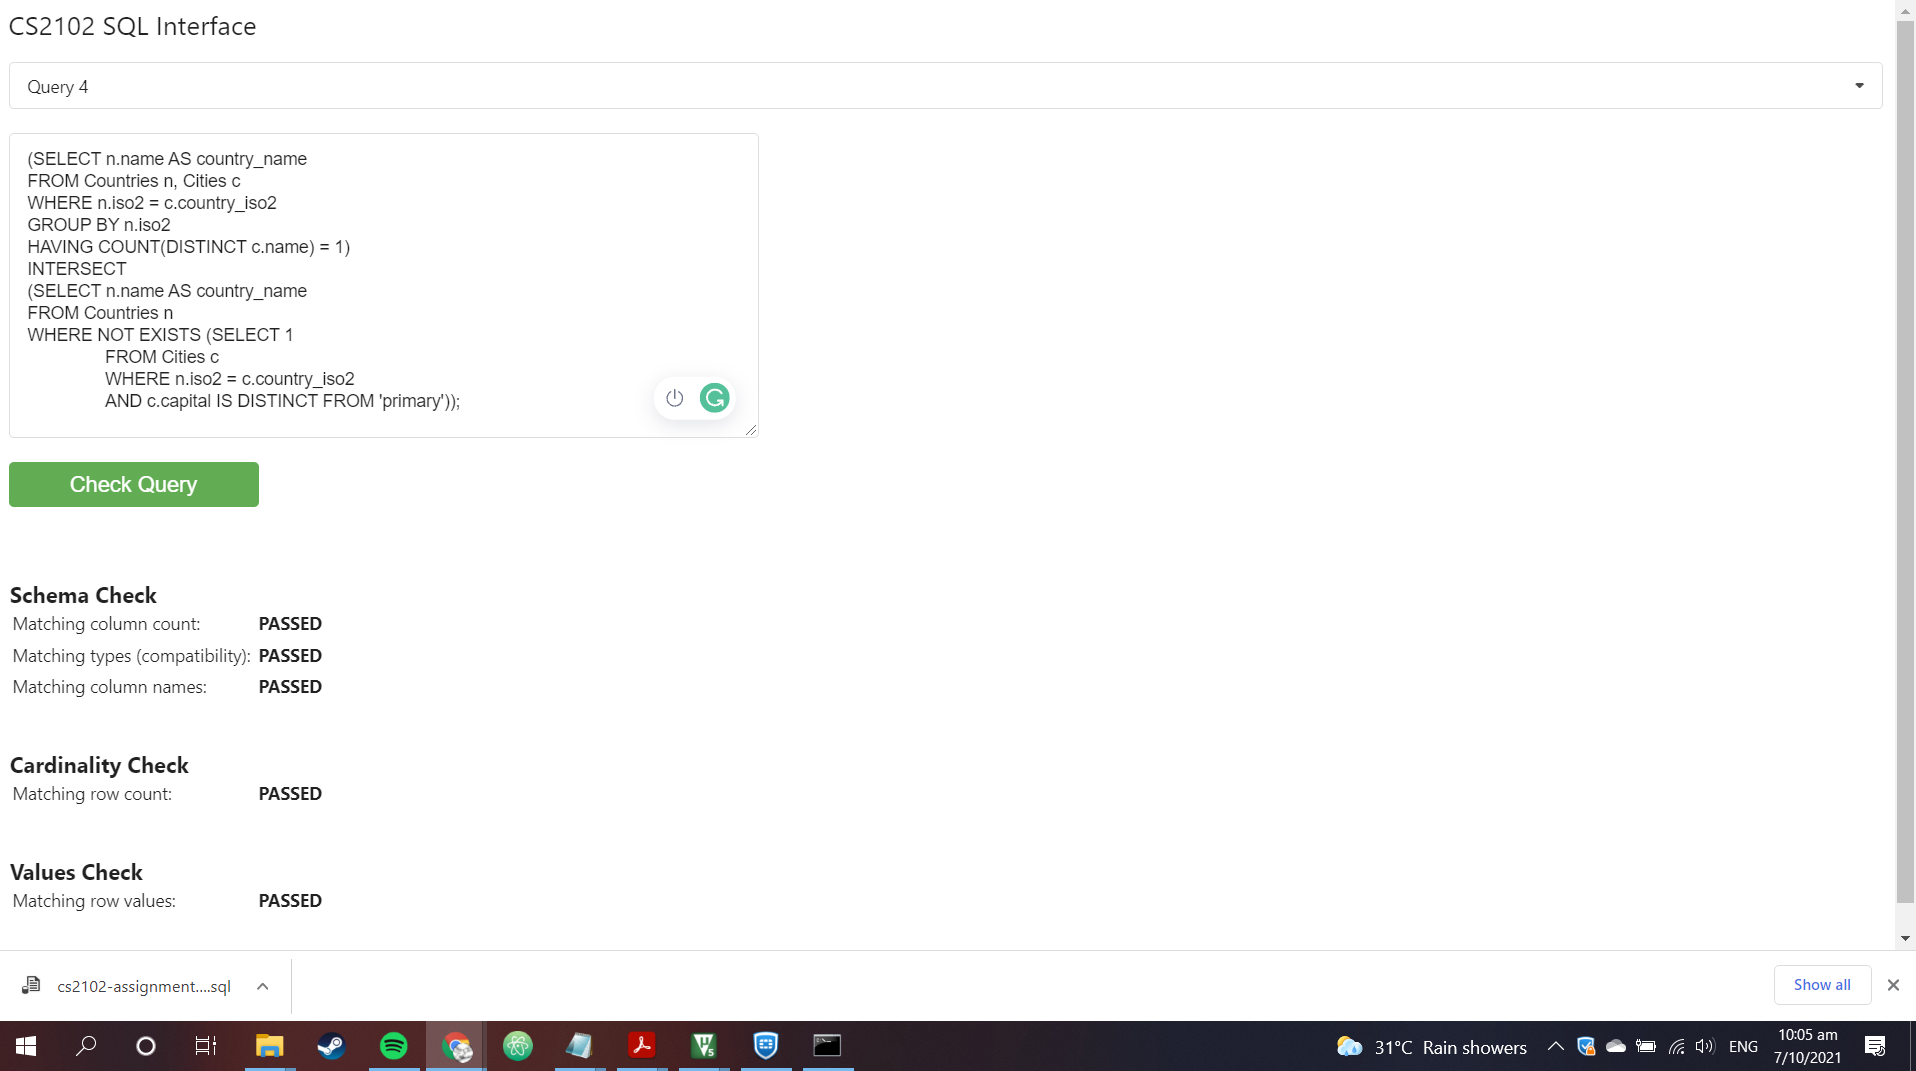 CS2102 SQL Interface
Query 4
(SELECT n.name AS country_name
FROM Countries n, Cities c
WHERE n.iso2 = c.country_iso2
GROUP BY n.iso2
HAVING COUNT(DISTINCT c.name) = 1)
INTERSECT
(SELECT n.name AS country_name
FROM Countries n
WHERE NOT EXISTS (SELECT 1
FROM Cities c
WHERE n.iso2 = c.country_iso2
AND c.capital IS DISTINCT FROM 'primary'));
Check Query
Schema Check
Matching column count: PASSED
Matching types (compatibility): PASSED
Matching column names: PASSED
Cardinality Check
Matching row count: PASSED
Values Check
Matching row values: PASSED
cs2102-assignment....sql
Show all
31°C Rain showers
ENG
10:05 am
7/10/2021